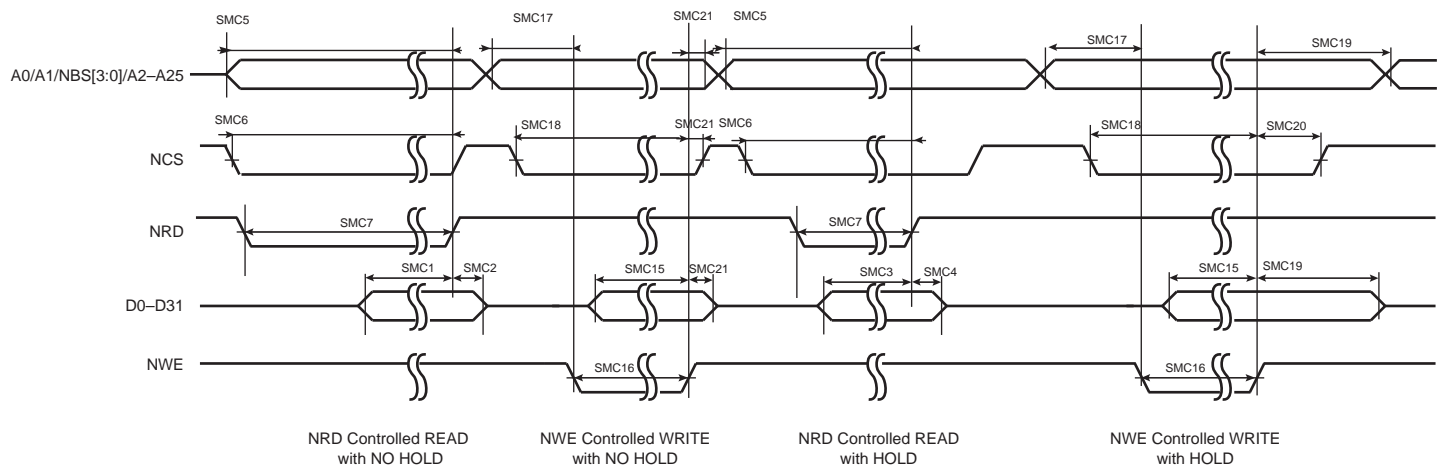 SMC5 SMC17 SMC21 SMC5 SMC17 SMC19
A0/A1/NBS[3:0]/A2–A25
SMC6 SMC18 SMC21 SMC6 SMC18 SMC20
NCS
NRD SMC7 SMC7
SMC1 SMC2 SMC15 SMC21 SMC3 SMC4 SMC15 SMC19
D0–D31
NWE SMC16 SMC16
NRD Controlled READ
with NO HOLD
NWE Controlled WRITE
with NO HOLD
NRD Controlled READ
with HOLD
NWE Controlled WRITE
with HOLD